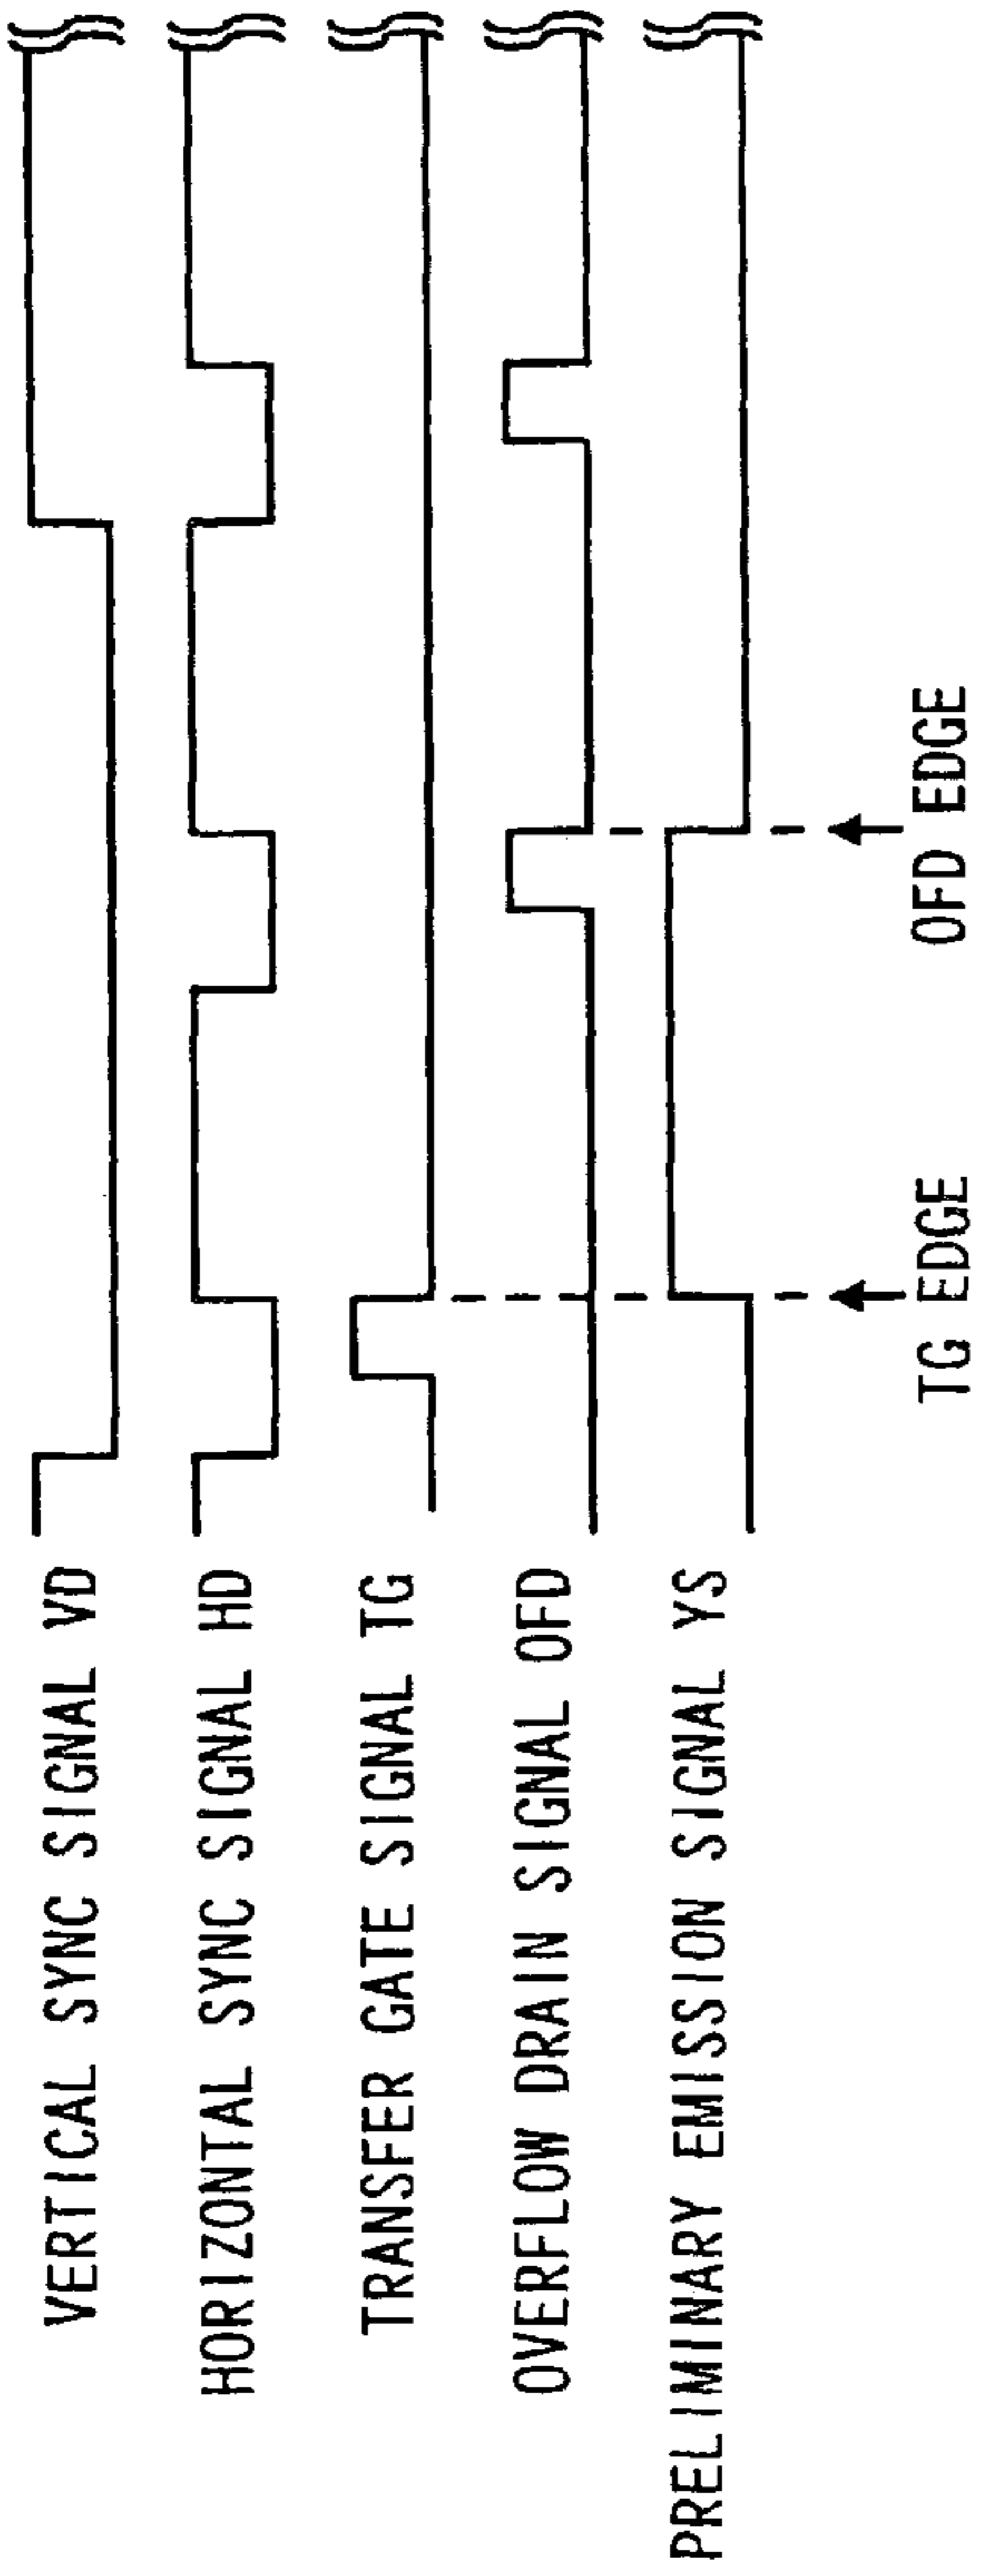 VERTICAL SYNC SIGNAL VD
HORIZONTAL SYNC SIGNAL HD
TRANSFER GATE SIGNAL TG
OVERFLOW DRAIN SIGNAL OFD
PRELIMINARY EMISSION SIGNAL YS
TG EDGE
OFD EDGE